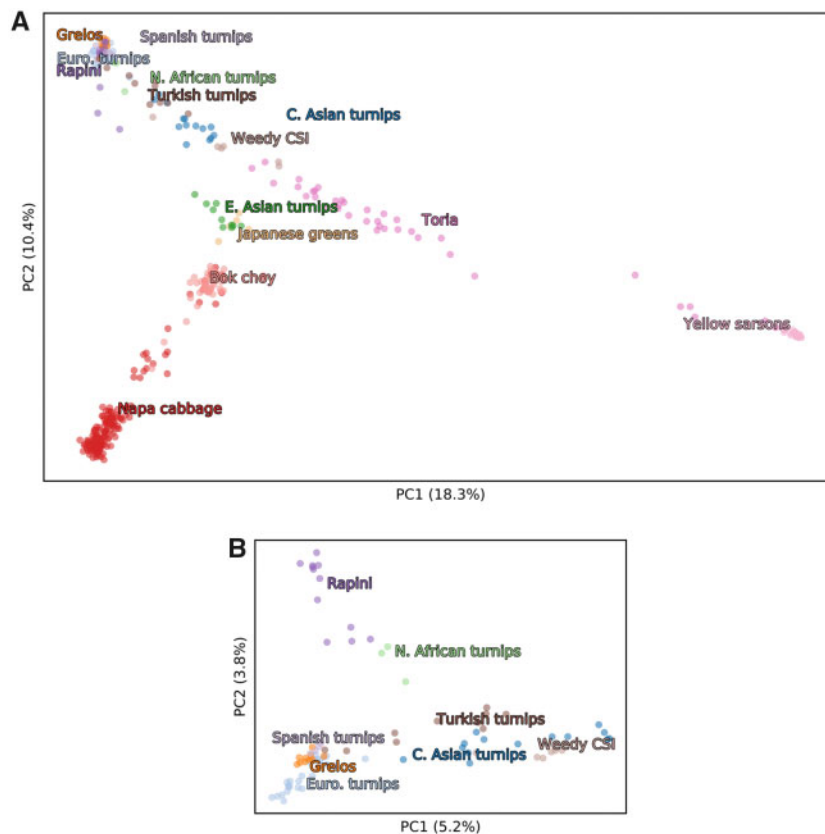 A
Grelos
Spanish turnips
Euro. turnips
Rapini
N. African turnips
Turkish turnips
C. Asian turnips
Weedy CSI
E. Asian turnips
Toria
Japanese greens
Bok choy
Yellow sarsons
Napa cabbage
PC2 (10.4%)
PC1 (18.3%)
B
Rapini
N. African turnips
Turkish turnips
Spanish turnips
Weedy CSI
C. Asian turnips
Grelos
Euro. turnips
PC2 (3.8%)
PC1 (5.2%)